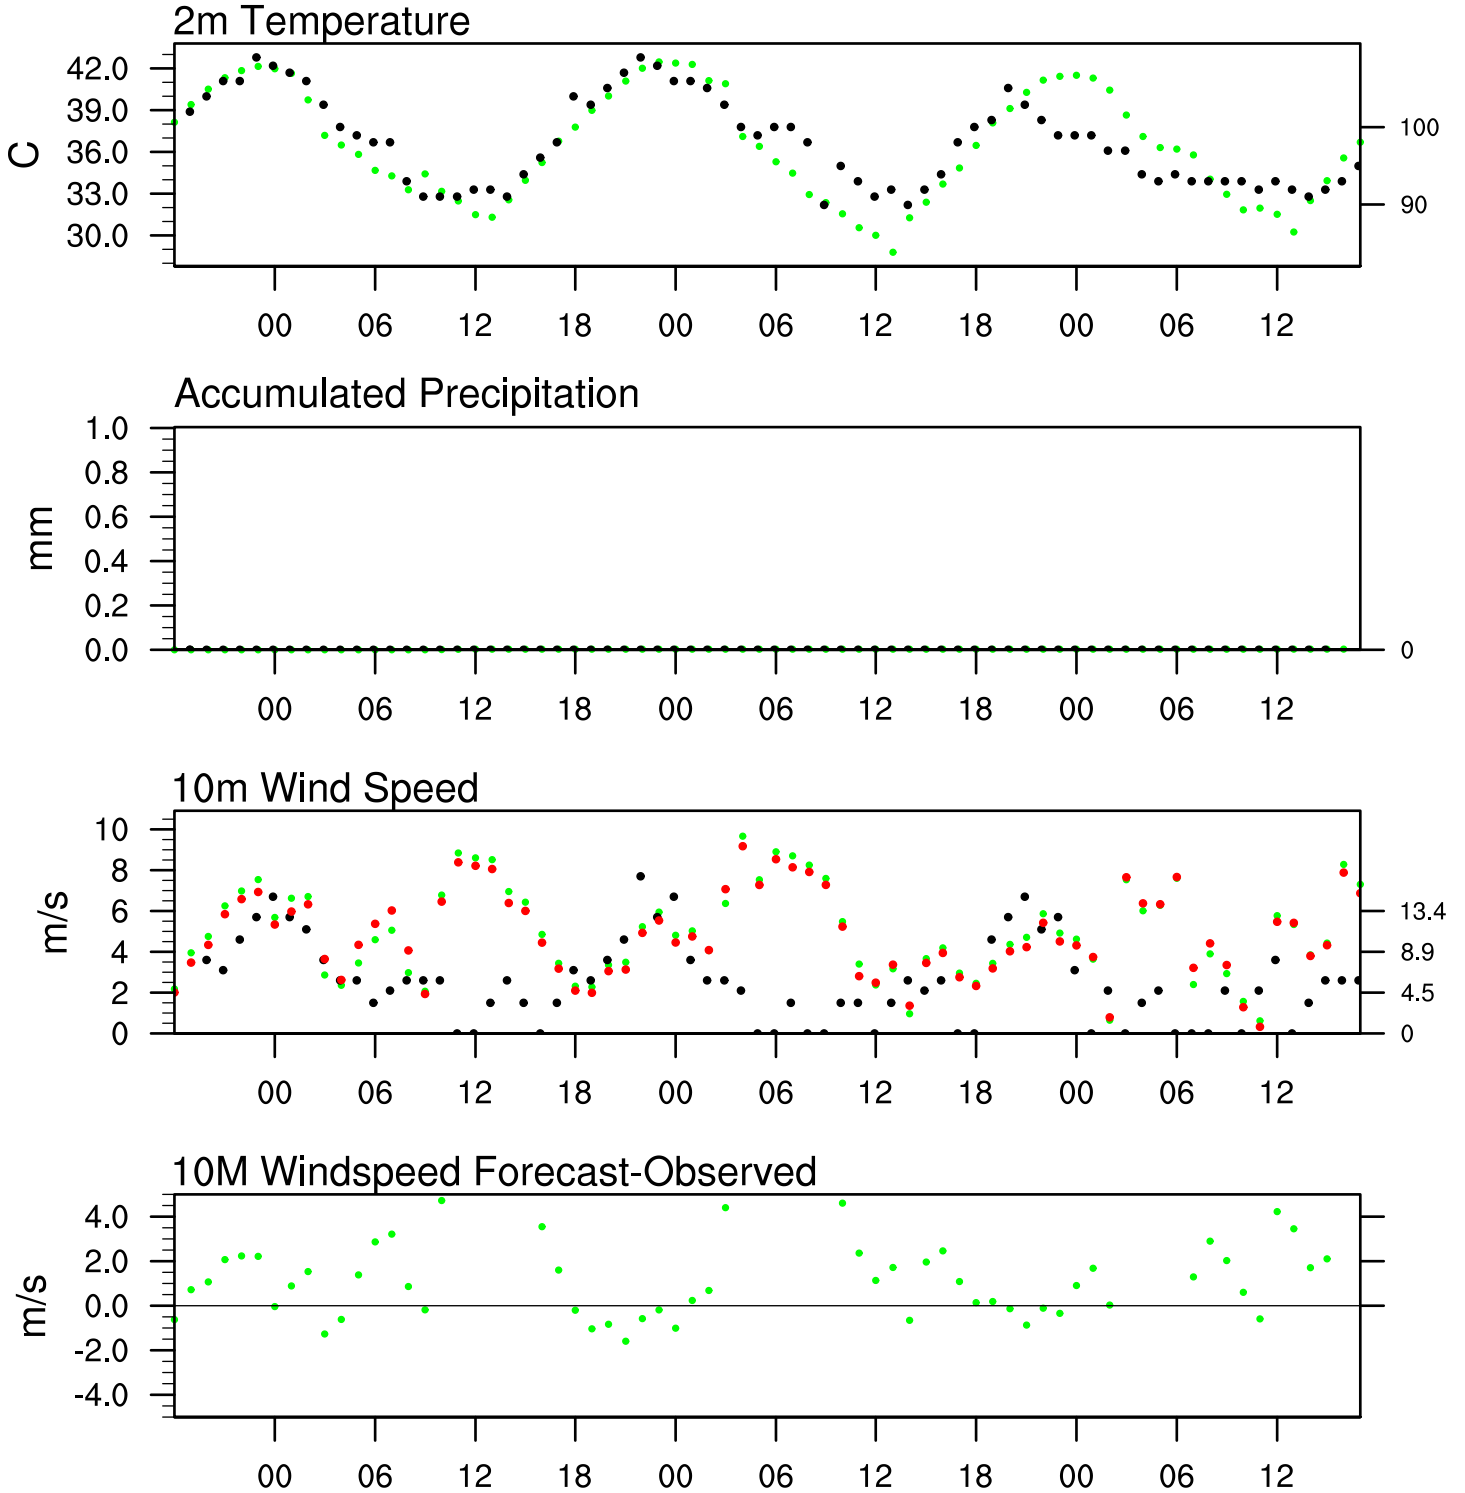 2m Temperature
42.0
39.0
36.0
33.0
30.0
C
100
90
00 06 12 18 00 06 12 18 00 06 12
Accumulated Precipitation
1.0
0.8
0.6
0.4
0.2
0.0
mm
0
00 06 12 18 00 06 12 18 00 06 12
10m Wind Speed
10
8
6
4
2
0
m/s
13.4
8.9
4.5
0
00 06 12 18 00 06 12 18 00 06 12
10M Windspeed Forecast-Observed
4.0
2.0
0.0
-2.0
-4.0
m/s
00 06 12 18 00 06 12 18 00 06 12